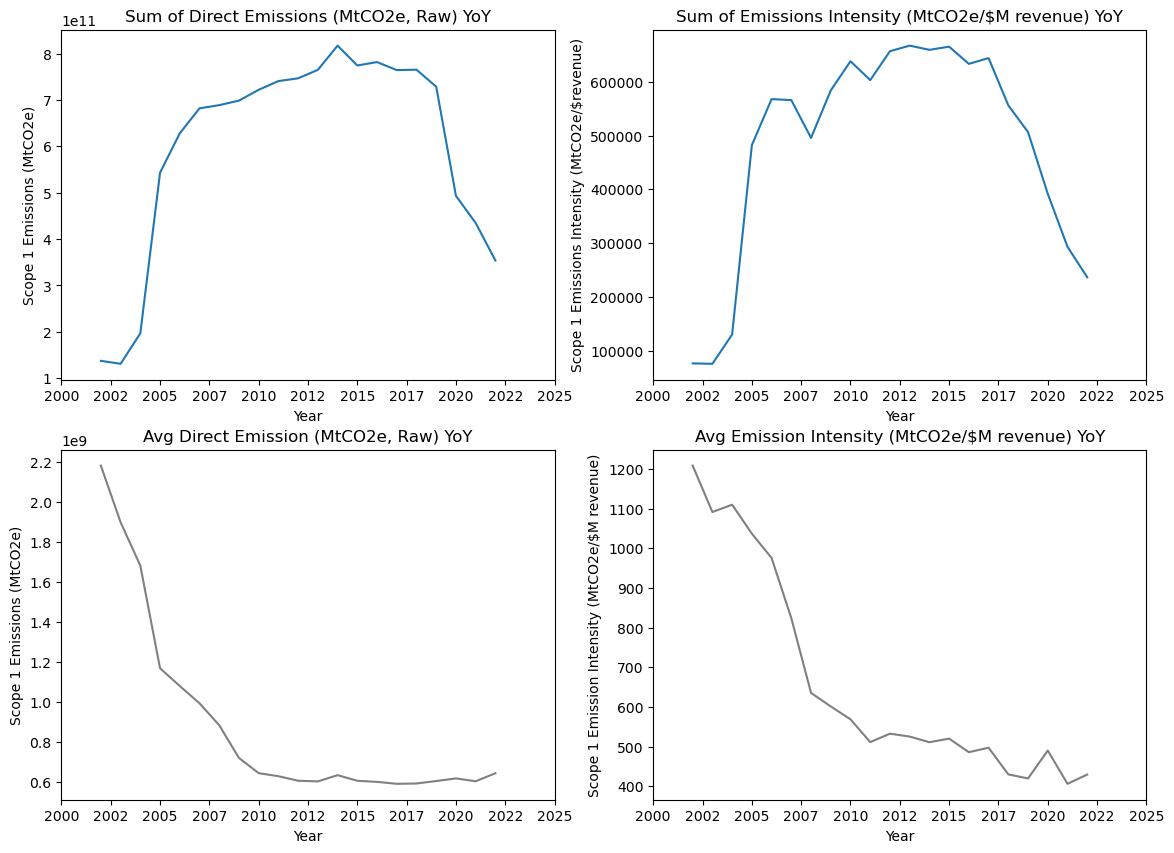 Sum of Direct Emissions (MtCO2e, Raw) YoY
1e11
Scope 1 Emissions (MtCO2e)
8
7
6
5
4
3
2
1
2000 2002 2005 2007 2010 2012 2015 2017 2020 2022 2025
Year
Sum of Emissions Intensity (MtCO2e/$M revenue) YoY
Scope 1 Emissions Intensity (MtCO2e/$revenue)
600000
500000
400000
300000
200000
100000
2000 2002 2005 2007 2010 2012 2015 2017 2020 2022 2025
Year
Avg Direct Emission (MtCO2e, Raw) YoY
1e9
Scope 1 Emissions (MtCO2e)
2.2
2.0
1.8
1.6
1.4
1.2
1.0
0.8
0.6
2000 2002 2005 2007 2010 2012 2015 2017 2020 2022 2025
Year
Avg Emission Intensity (MtCO2e/$M revenue) YoY
Scope 1 Emission Intensity (MtCO2e/$M revenue)
1200
1100
1000
900
800
700
600
500
400
2000 2002 2005 2007 2010 2012 2015 2017 2020 2022 2025
Year